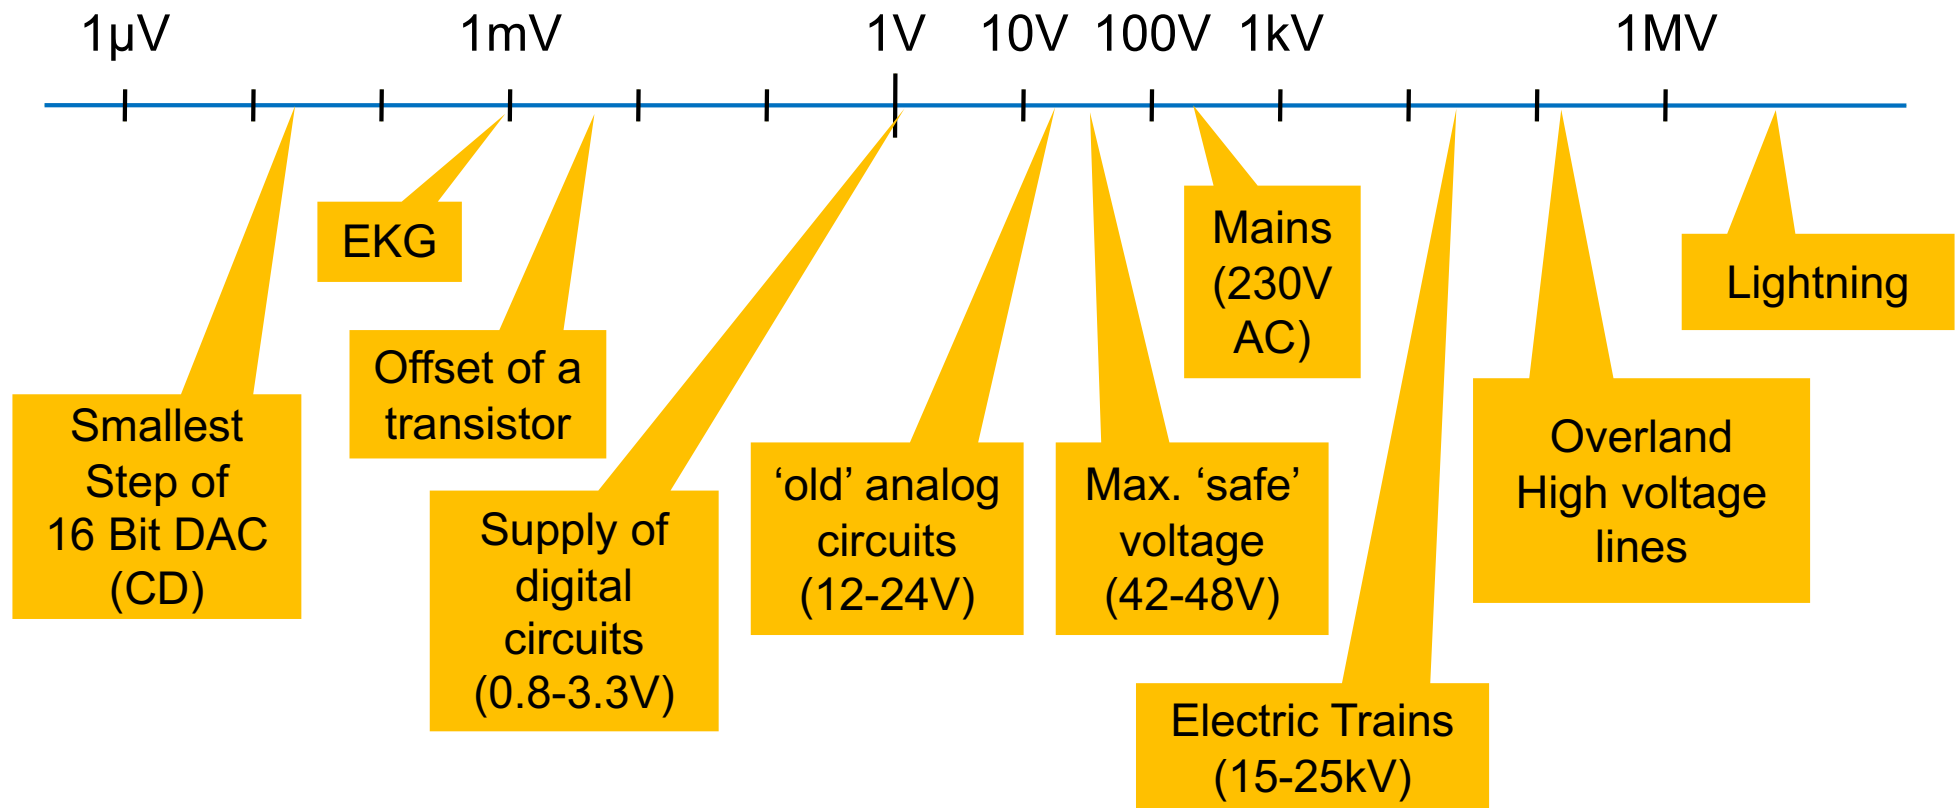 1µV 1mV 1V 10V 100V 1kV 1MV
EKG
Mains
(230V
AC)
Lightning
Offset of a
transistor
Smallest
Step of
16 Bit DAC
(CD)
Supply of
digital
circuits
(0.8-3.3V)
‘old’ analog
circuits
(12-24V)
Max. ‘safe’
voltage
(42-48V)
Overland
High voltage
lines
Electric Trains
(15-25kV)